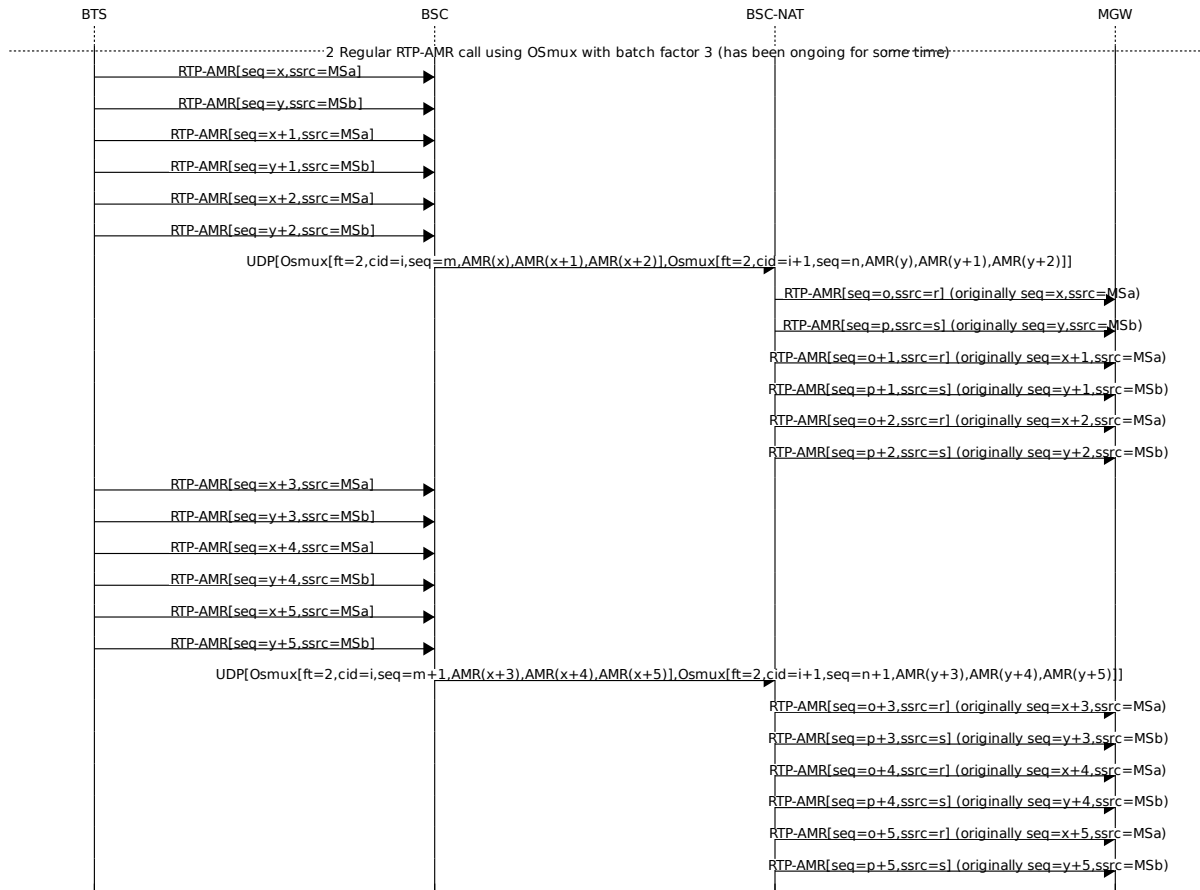 BTS BSC BSC-NAT MGW
2 Regular RTP-AMR call using OSmux with batch factor 3 (has been ongoing for some time)
RTP-AMR[seq=x,ssrc=MSa]
RTP-AMR[seq=y,ssrc=MSb]
RTP-AMR[seq=x+1,ssrc=MSa]
RTP-AMR[seq=y+1,ssrc=MSb]
RTP-AMR[seq=x+2,ssrc=MSa]
RTP-AMR[seq=y+2,ssrc=MSb]
UDP[Osmux[ft=2,cid=i,seq=m,AMR(x),AMR(x+1),AMR(x+2)],Osmux[ft=2,cid=i+1,seq=n,AMR(y),AMR(y+1),AMR(y+2)]]
RTP-AMR[seq=o,ssrc=r] (originally seq=x,ssrc=MSa)
RTP-AMR[seq=p,ssrc=s] (originally seq=y,ssrc=MSb)
RTP-AMR[seq=o+1,ssrc=r] (originally seq=x+1,ssrc=MSa)
RTP-AMR[seq=p+1,ssrc=s] (originally seq=y+1,ssrc=MSb)
RTP-AMR[seq=o+2,ssrc=r] (originally seq=x+2,ssrc=MSa)
RTP-AMR[seq=p+2,ssrc=s] (originally seq=y+2,ssrc=MSb)
RTP-AMR[seq=x+3,ssrc=MSa]
RTP-AMR[seq=y+3,ssrc=MSb]
RTP-AMR[seq=x+4,ssrc=MSa]
RTP-AMR[seq=y+4,ssrc=MSb]
RTP-AMR[seq=x+5,ssrc=MSa]
RTP-AMR[seq=y+5,ssrc=MSb]
UDP[Osmux[ft=2,cid=i,seq=m+1,AMR(x+3),AMR(x+4),AMR(x+5)],Osmux[ft=2,cid=i+1,seq=n+1,AMR(y+3),AMR(y+4),AMR(y+5)]]
RTP-AMR[seq=o+3,ssrc=r] (originally seq=x+3,ssrc=MSa)
RTP-AMR[seq=p+3,ssrc=s] (originally seq=y+3,ssrc=MSb)
RTP-AMR[seq=o+4,ssrc=r] (originally seq=x+4,ssrc=MSa)
RTP-AMR[seq=p+4,ssrc=s] (originally seq=y+4,ssrc=MSb)
RTP-AMR[seq=o+5,ssrc=r] (originally seq=x+5,ssrc=MSa)
RTP-AMR[seq=p+5,ssrc=s] (originally seq=y+5,ssrc=MSb)